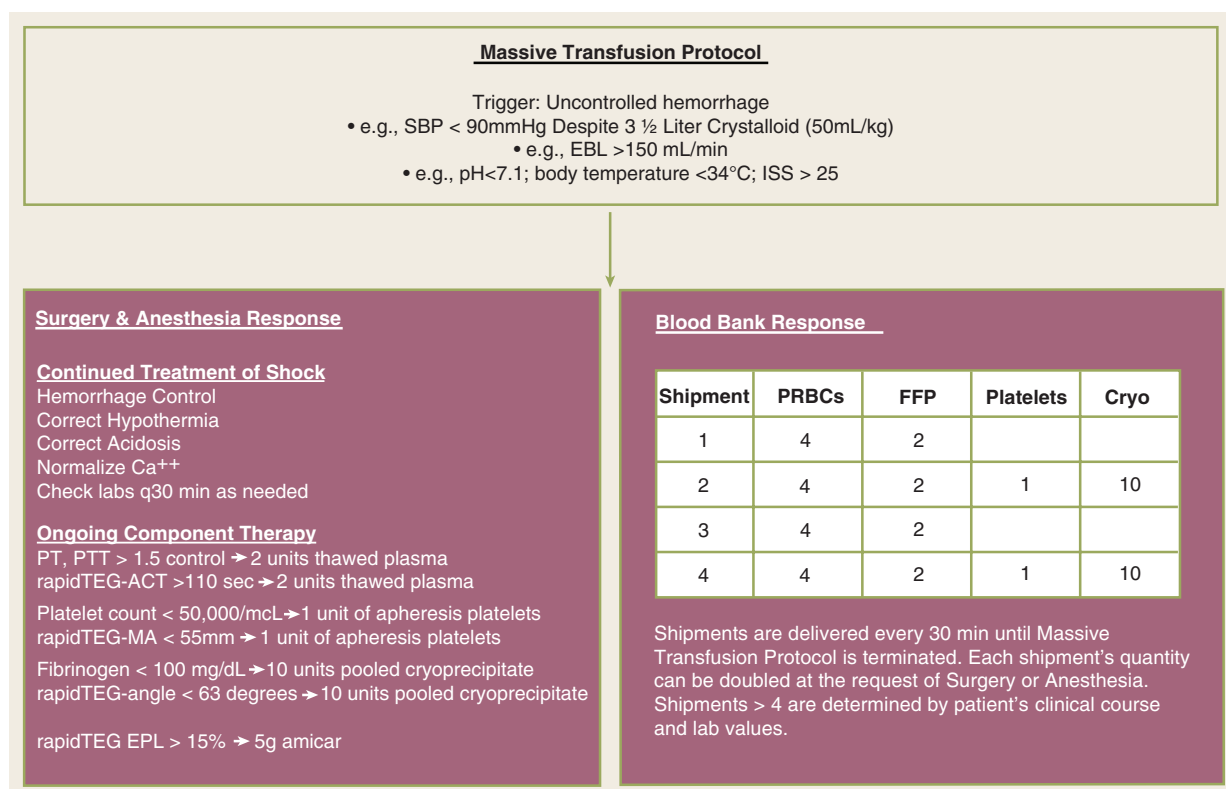 Massive Transfusion Protocol
Trigger: Uncontrolled hemorrhage
• e.g., SBP < 90mmHg Despite 3 ½ Liter Crystalloid (50mL/kg)
• e.g., EBL >150 mL/min
• e.g., pH<7.1; body temperature <34°C; ISS > 25
Surgery & Anesthesia Response
Continued Treatment of Shock
Hemorrhage Control
Correct Hypothermia
Correct Acidosis
Normalize Ca++
Check labs q30 min as needed
Ongoing Component Therapy
PT, PTT > 1.5 control → 2 units thawed plasma
rapidTEG-ACT >110 sec → 2 units thawed plasma
Platelet count < 50,000/mcL → 1 unit of apheresis platelets
rapidTEG-MA < 55mm → 1 unit of apheresis platelets
Fibrinogen < 100 mg/dL → 10 units pooled cryoprecipitate
rapidTEG-angle < 63 degrees → 10 units pooled cryoprecipitate
rapidTEG EPL > 15% → 5g amicar
Blood Bank Response
Shipment PRBCs FFP Platelets Cryo
1 4 2
2 4 2 1 10
3 4 2
4 4 2 1 10
Shipments are delivered every 30 min until Massive
Transfusion Protocol is terminated. Each shipment's quantity
can be doubled at the request of Surgery or Anesthesia.
Shipments > 4 are determined by patient's clinical course
and lab values.